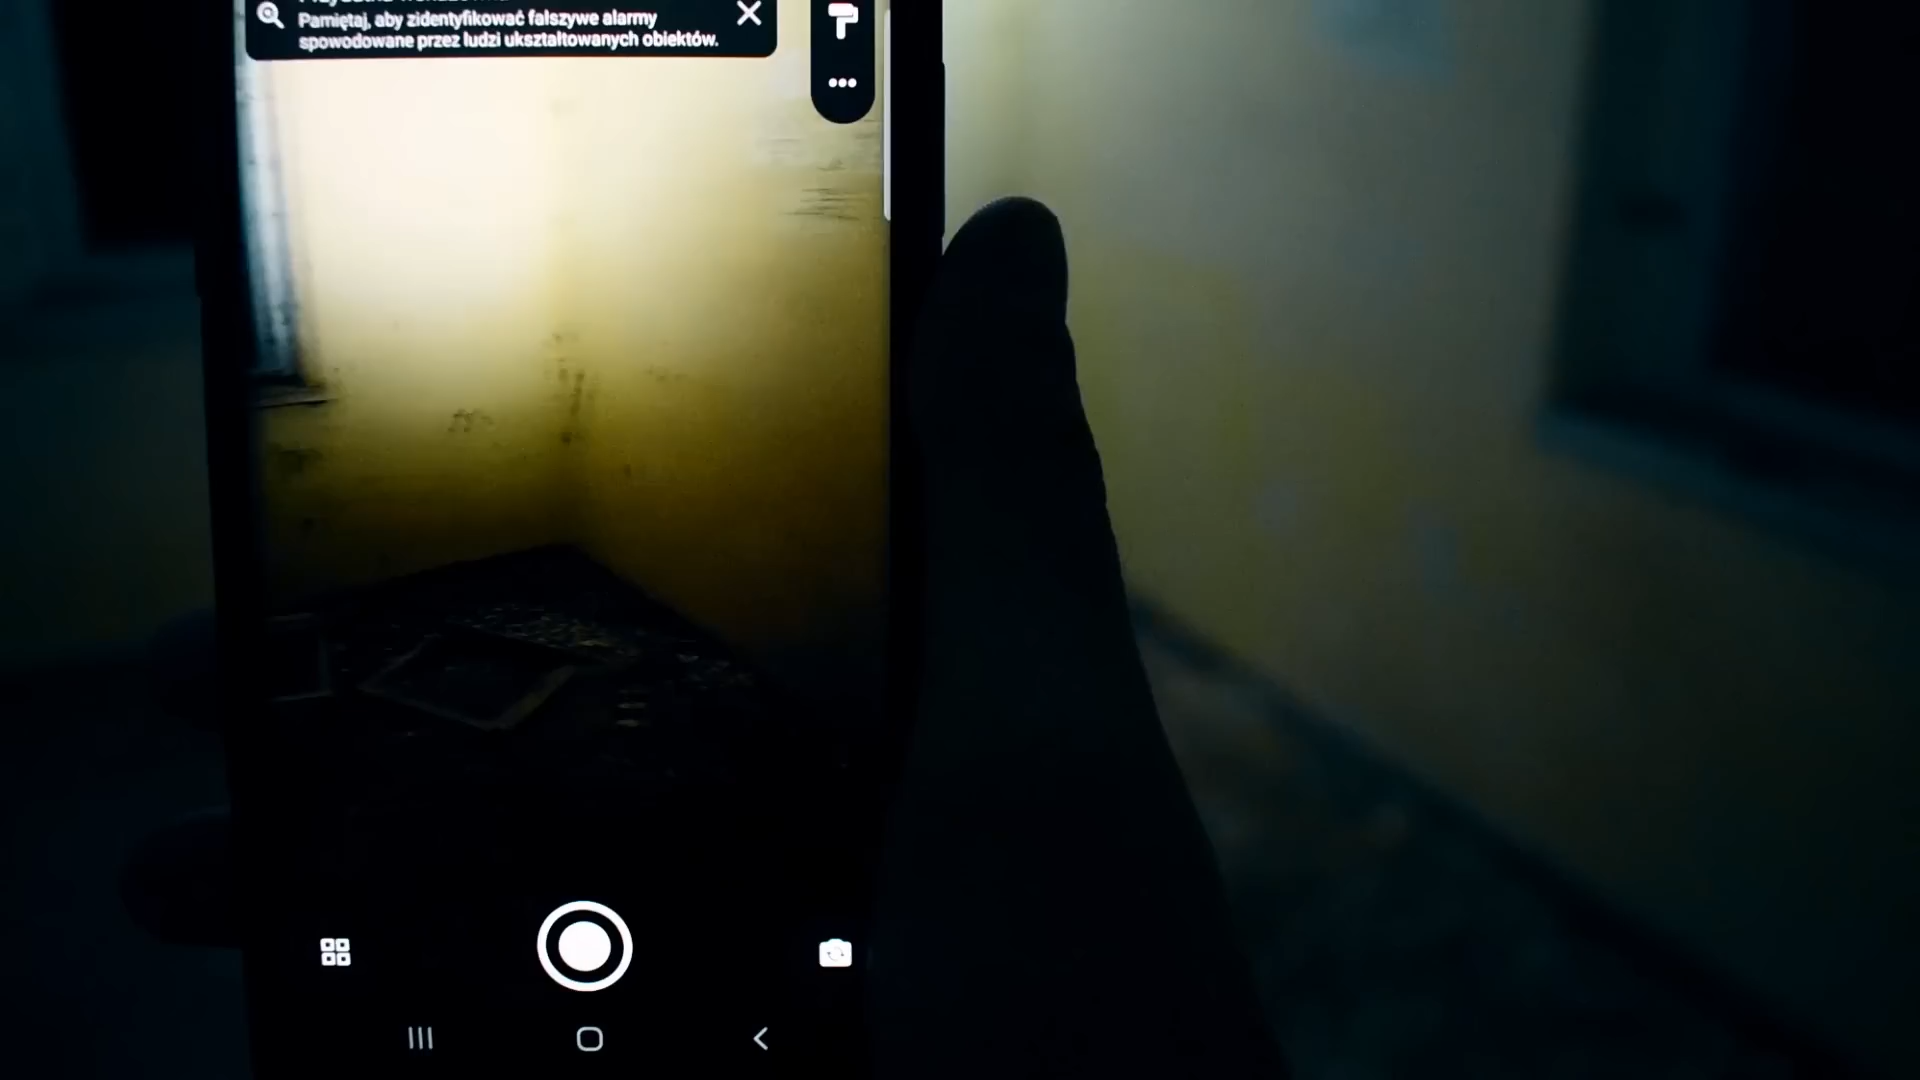 Pamiętaj, aby zidentyfikować fałszywe alarmy
spowodowane przez ludzi ukształtowanych obiektów.